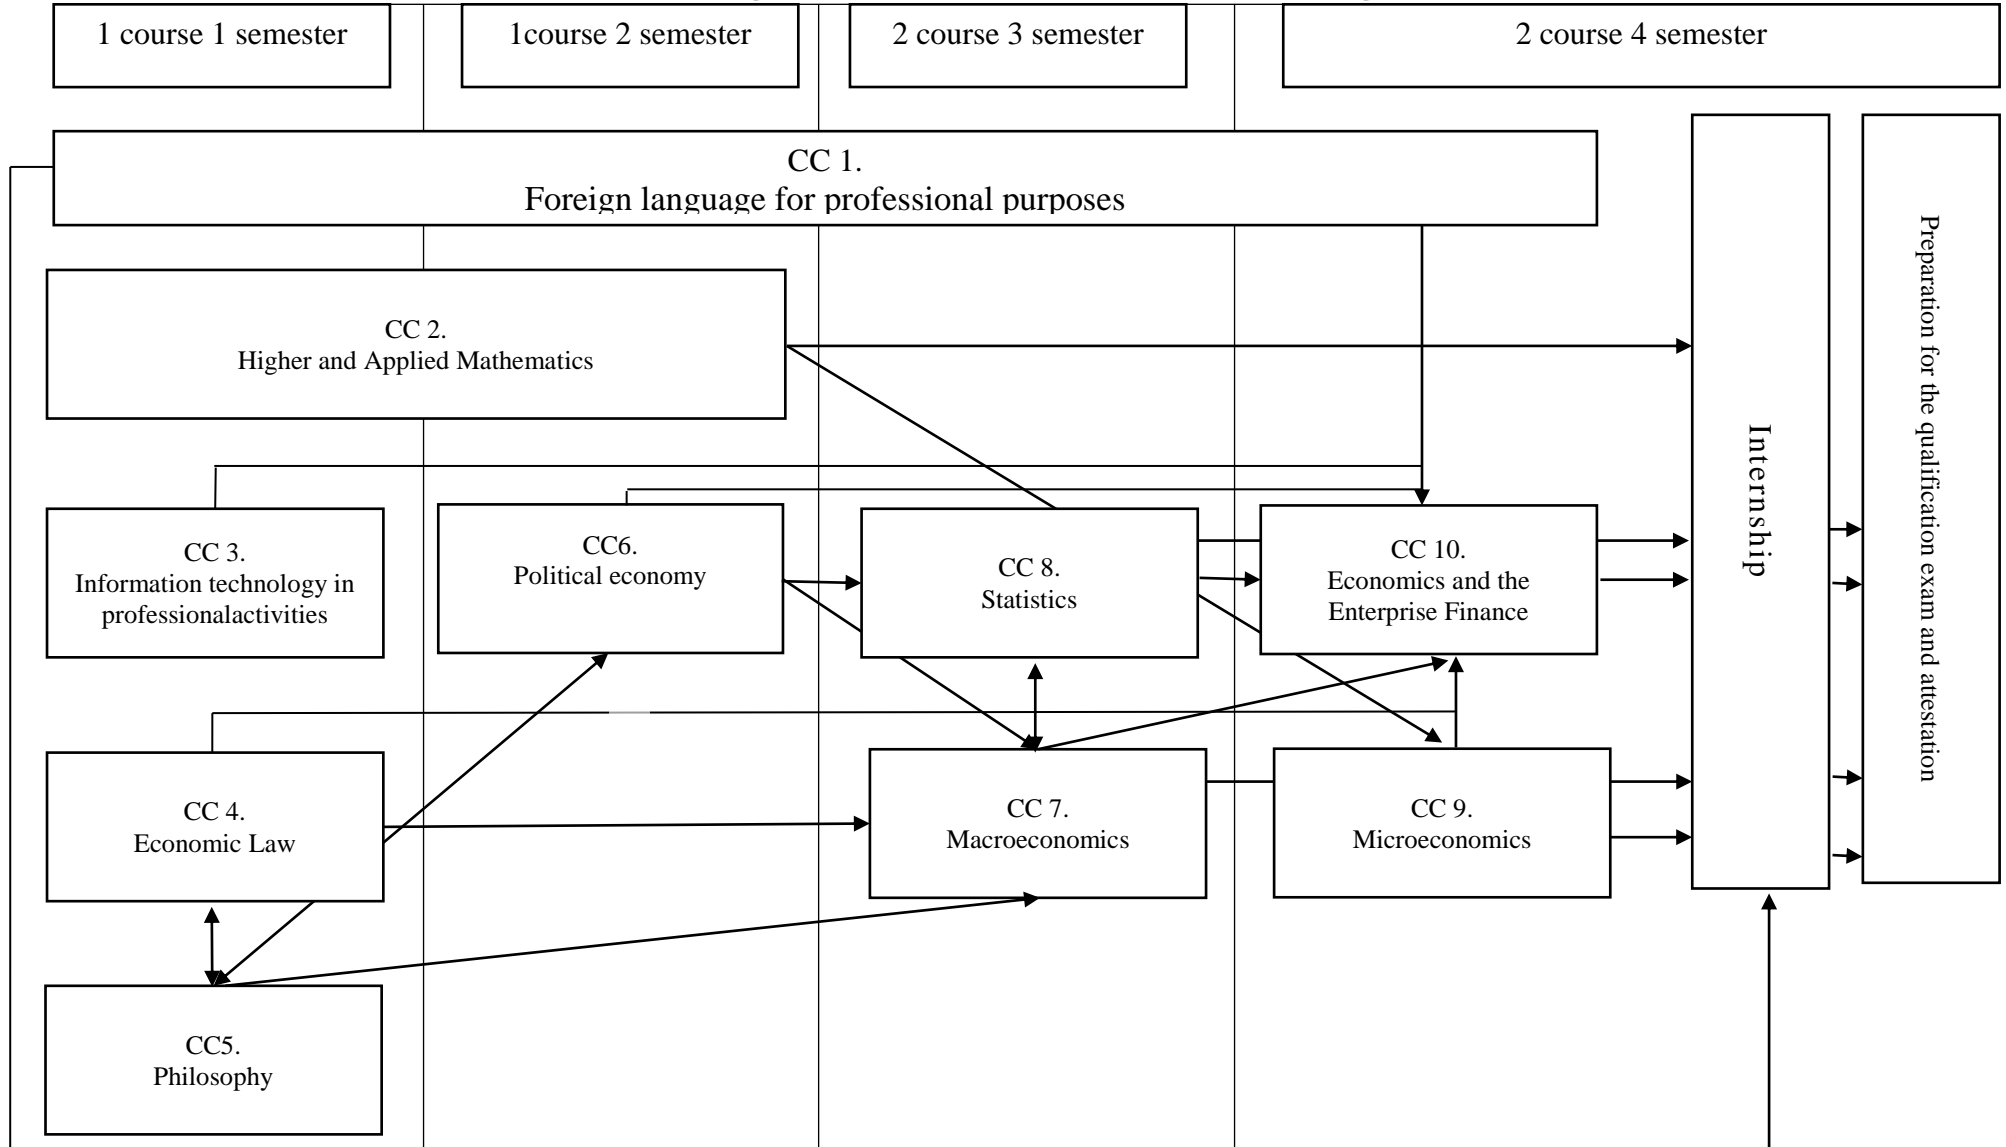 1 course 1 semester
1course 2 semester
2 course 3 semester
2 course 4 semester
CC 1.
Foreign language for professional purposes
CC 2.
Higher and Applied Mathematics
CC 3.
Information technology in
professionalactivities
CC6.
Political economy
CC 8.
Statistics
CC 10.
Economics and the
Enterprise Finance
CC 4.
Economic Law
CC 7.
Macroeconomics
CC 9.
Microeconomics
CC5.
Philosophy
Internship
Preparation for the qualification exam and attestation